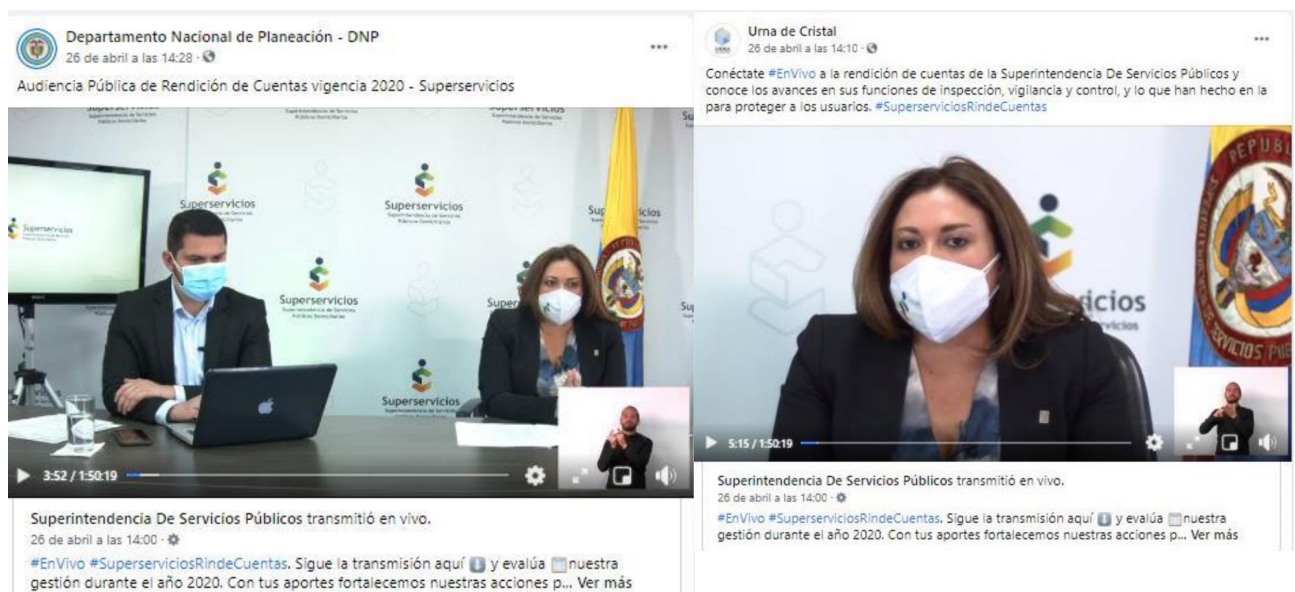 Departamento Nacional de Planeación - DNP
26 de abril a las 14:28
Audiencia Pública de Rendición de Cuentas vigencia 2020 - Superservicios
Superservicios
Superservicios
Superservicios
Superservicios
Superservicios
3:52 / 1:50:19
Superintendencia De Servicios Públicos transmitió en vivo.
26 de abril a las 14:00
#EnVivo #SuperserviciosRindeCuentas. Sigue la transmisión aquí y evalúa nuestra
gestión durante el año 2020. Con tus aportes fortalecemos nuestras acciones p... Ver más
Urna de Cristal
26 de abril a las 14:10
Conéctate #EnVivo a la rendición de cuentas de la Superintendencia De Servicios Públicos y
conoce los avances en sus funciones de inspección, vigilancia y control, y lo que han hecho en la
para proteger a los usuarios. #SuperserviciosRindeCuentas
5:15 / 1:50:19
Superintendencia De Servicios Públicos transmitió en vivo.
26 de abril a las 14:00
#EnVivo #SuperserviciosRindeCuentas. Sigue la transmisión aquí y evalúa nuestra
gestión durante el año 2020. Con tus aportes fortalecemos nuestras acciones p... Ver más